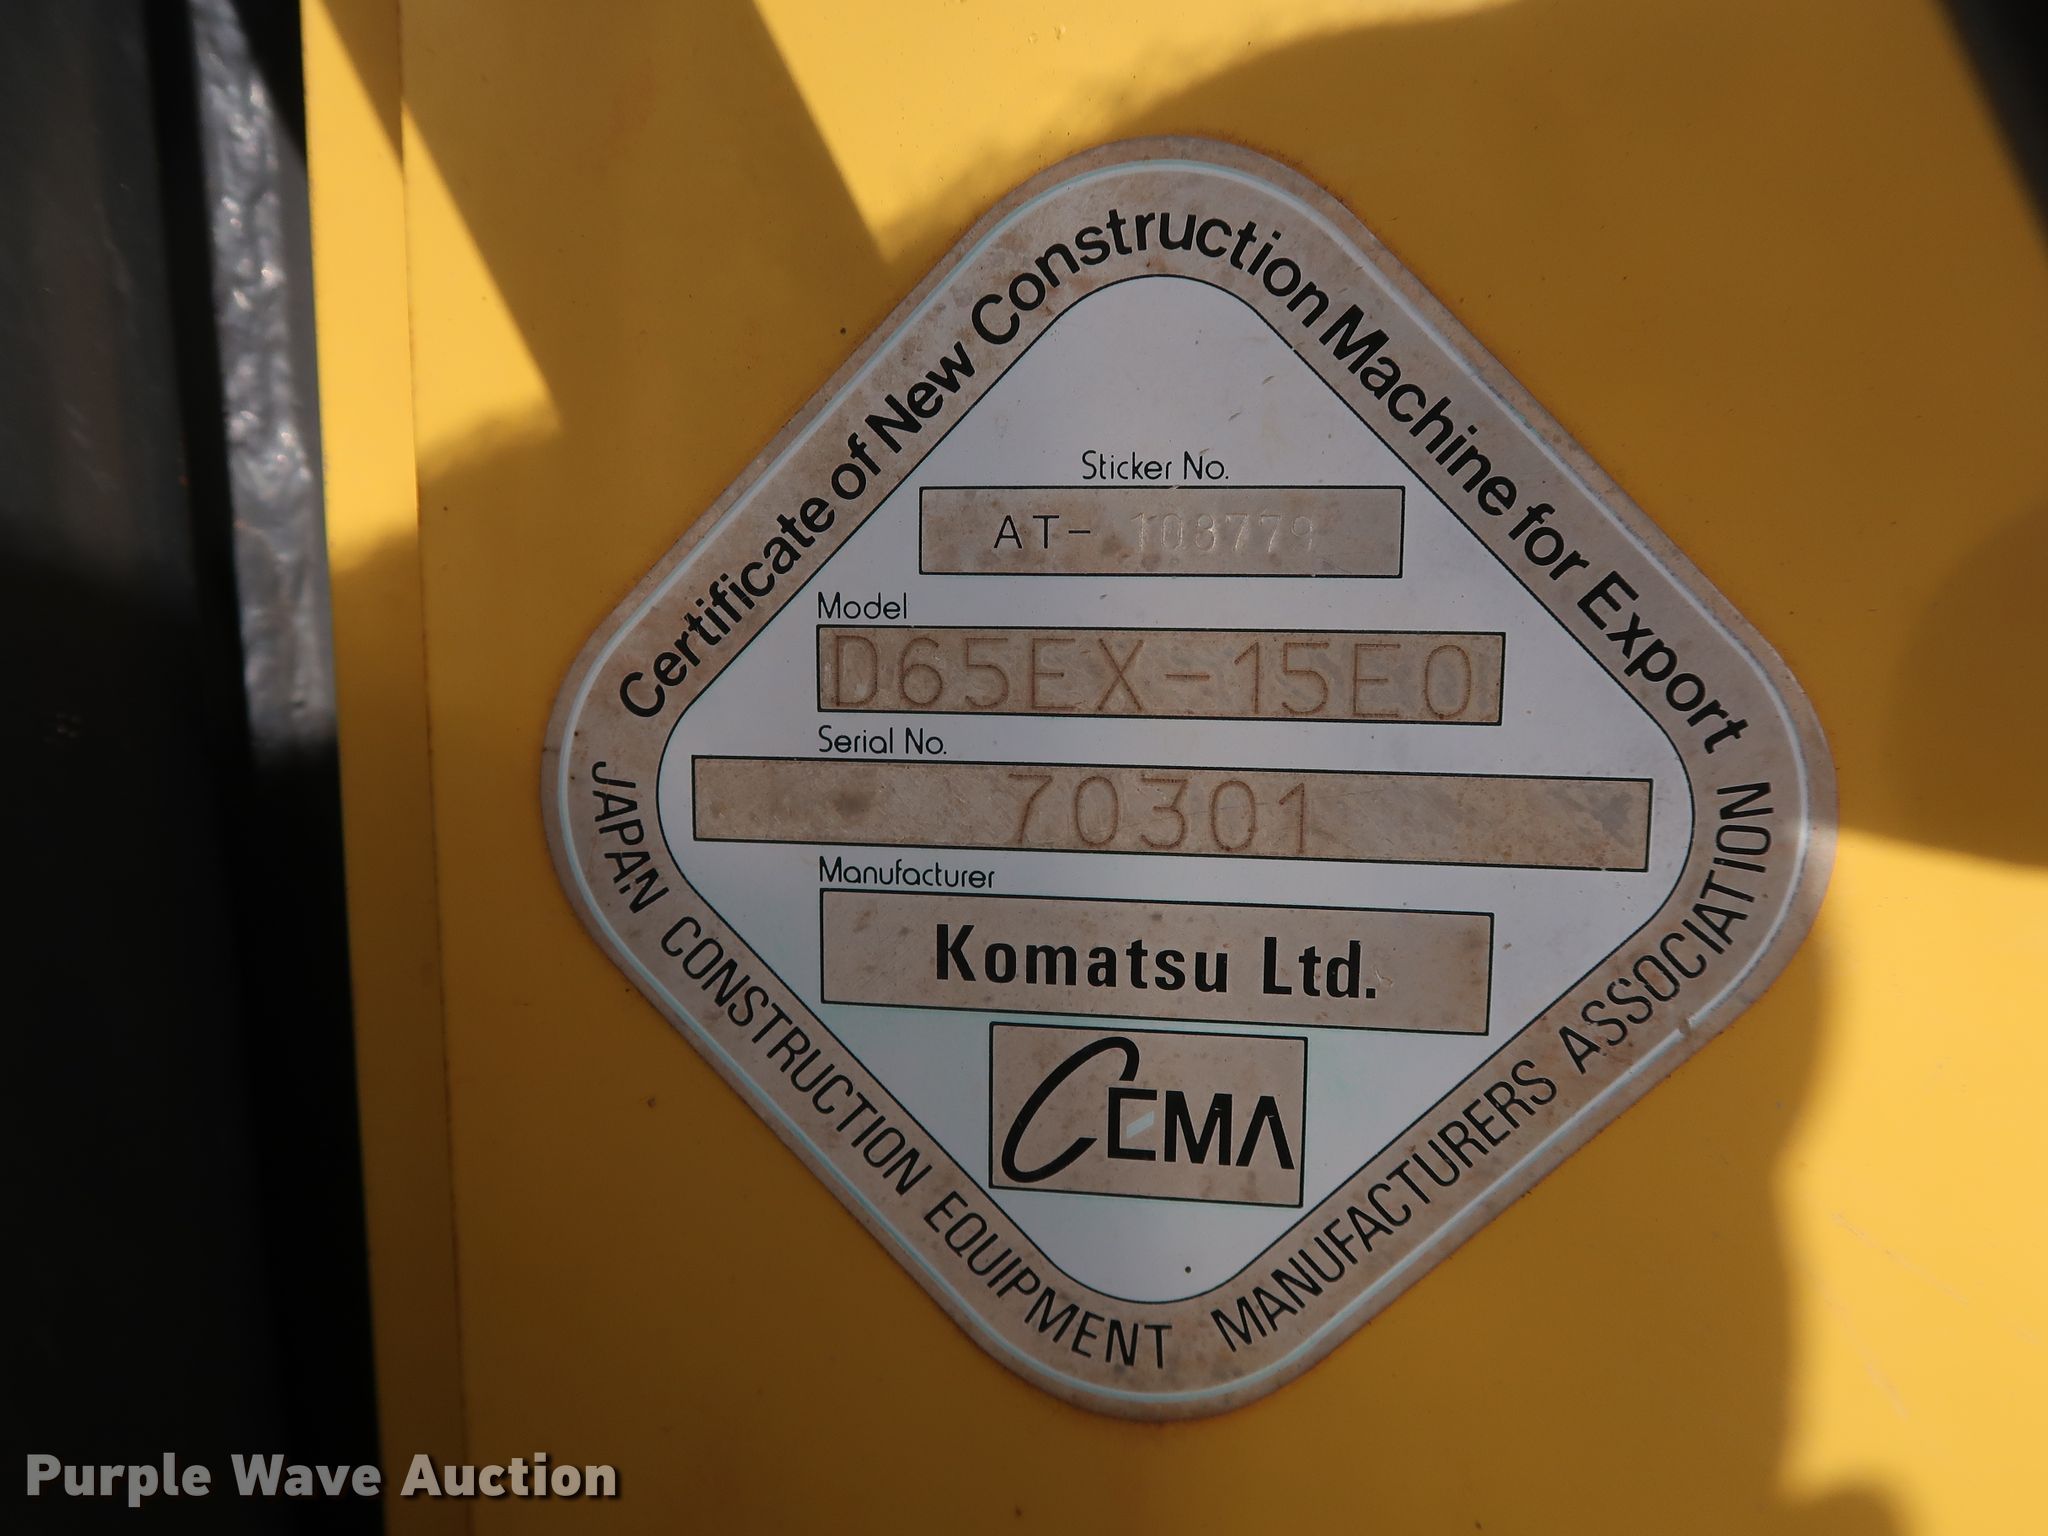 Certificate of New Construction Machine for Export
Sticker No.
AT- 108779
Model
D65EX-15E0
Serial No.
70301
Manufacturer
Komatsu Ltd.
CEMA
JAPAN CONSTRUCTION EQUIPMENT MANUFACTURERS ASSOCIATION
Purple Wave Auction